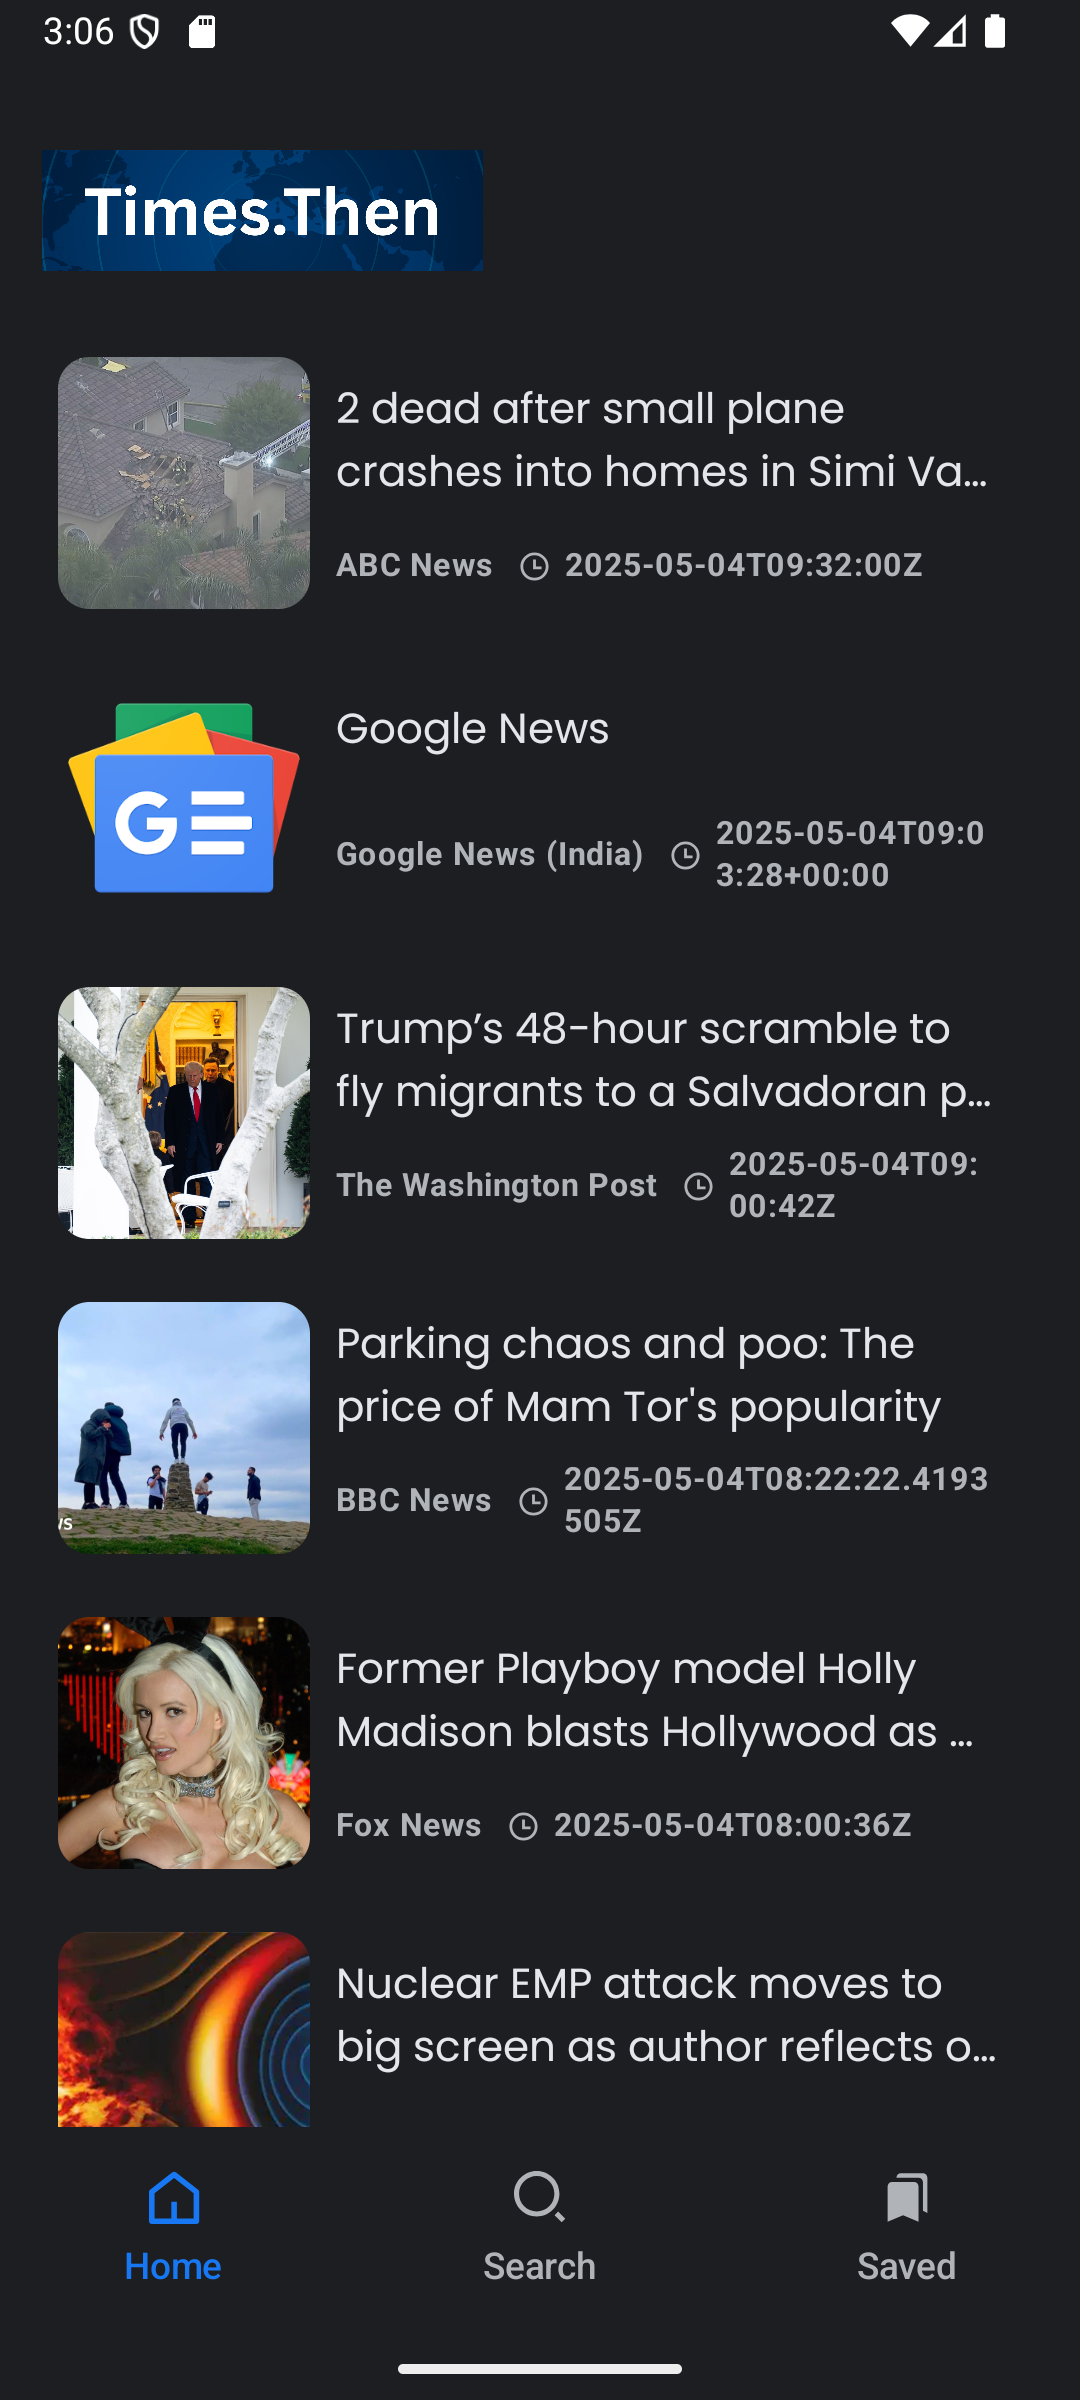 3:06
Times.Then
2 dead after small plane
crashes into homes in Simi Va...
ABC News 2025-05-04T09:32:00Z
GE
Google News
Google News (India)
2025-05-04T09:0
3:28+00:00
Trump’s 48-hour scramble to
fly migrants to a Salvadoran p...
The Washington Post
2025-05-04T09:
00:42Z
Parking chaos and poo: The
price of Mam Tor's popularity
BBC News
2025-05-04T08:22:22.4193
505Z
Former Playboy model Holly
Madison blasts Hollywood as ...
Fox News 2025-05-04T08:00:36Z
Nuclear EMP attack moves to
big screen as author reflects o...
Home
Search
Saved